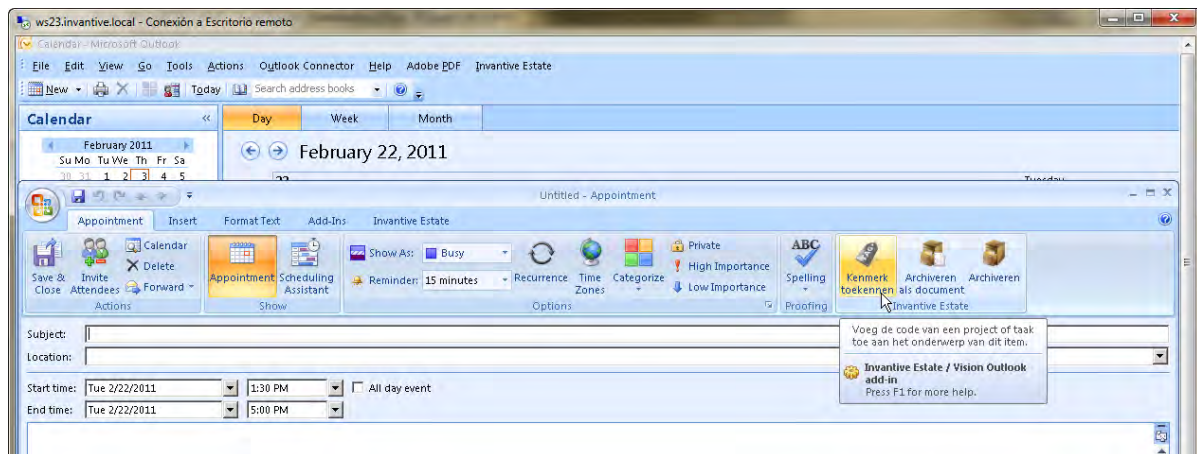 ws23.invantive.local - Conexión a Escritorio remoto
Calendar - Microsoft Outlook
File Edit View Go Tools Actions Outlook Connector Help Adobe PDF Invantive Estate
New Today Search address books
Calendar « Day Week Month
February 2011
Su Mo Tu We Th Fr Sa
30 31 1 2 3 4 5
February 22, 2011
Tuesday
Untitled - Appointment
Appointment Insert Format Text Add-Ins Invantive Estate
Save & Close
Invite Attendees
Calendar
Delete
Forward
Actions
Appointment
Scheduling Assistant
Show
Show As: Busy
Reminder: 15 minutes
Recurrence
Time Zones
Categorize
Private
High Importance
Low Importance
Options
ABC
Spelling
Proofing
Kenmerk toekennen
Archiveren als document
Archiveren
Invantive Estate
Subject:
Location:
Start time: Tue 2/22/2011 1:30 PM All day event
End time: Tue 2/22/2011 5:00 PM
Voeg de code van een project of taak
toe aan het onderwerp van dit item.
Invantive Estate / Vision Outlook
add-in
Press F1 for more help.